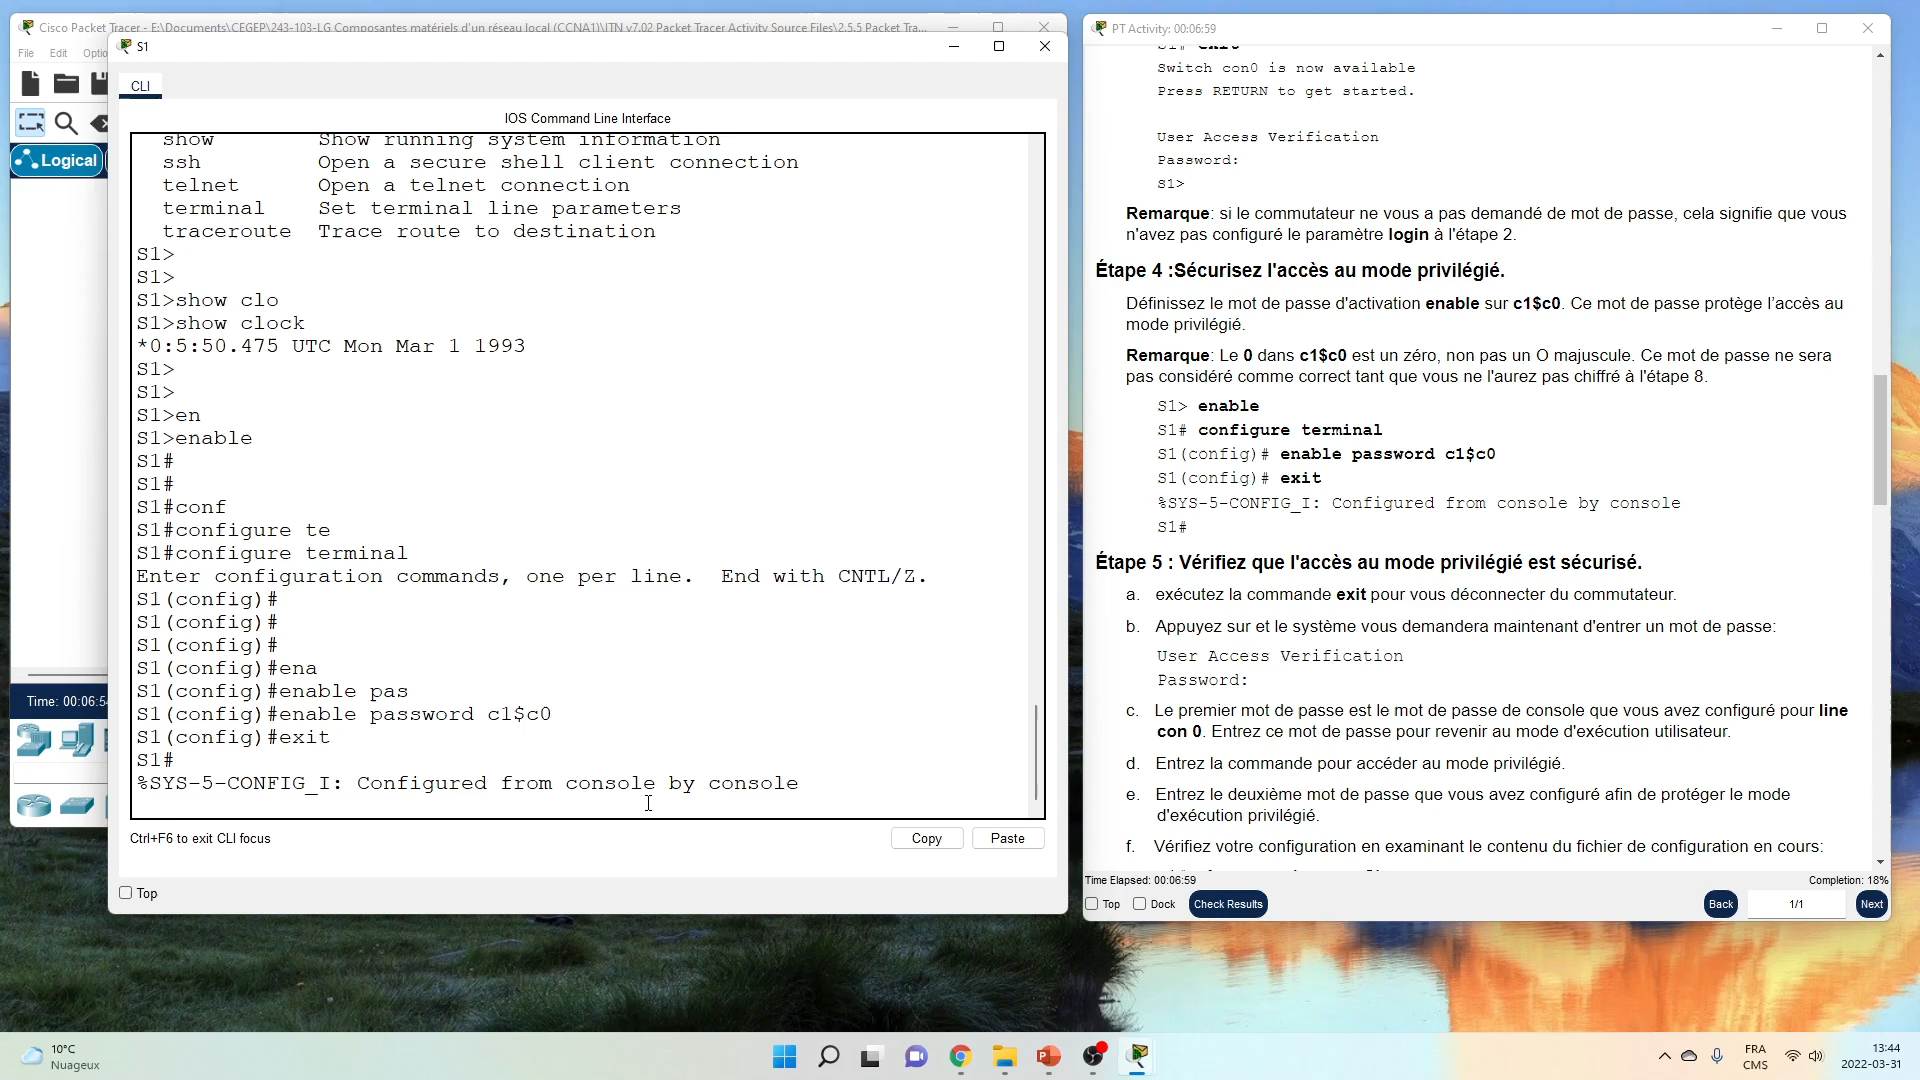 Cisco Packet Tracer - E:\Documents\CEGEP\243-103-LG Composantes matériels d'un réseau local (CCNA1)\ITN v7.02 Packet Tracer Activity Source Files\2.5.5 Packet Tra...
File Edit Optio
Logical
Time: 00:06:5
S1
CLI
IOS Command Line Interface
show Show running system information
ssh Open a secure shell client connection
telnet Open a telnet connection
terminal Set terminal line parameters
traceroute Trace route to destination
S1>
S1>
S1>show clo
S1>show clock
*0:5:50.475 UTC Mon Mar 1 1993
S1>
S1>
S1>en
S1>enable
S1#
S1#
S1#conf
S1#configure te
S1#configure terminal
Enter configuration commands, one per line. End with CNTL/Z.
S1(config)#
S1(config)#
S1(config)#
S1(config)#ena
S1(config)#enable pas
S1(config)#enable password c1$c0
S1(config)#exit
S1#
%SYS-5-CONFIG_I: Configured from console by console
Ctrl+F6 to exit CLI focus
Copy
Paste
Top
PT Activity: 00:06:59
S1# exit
Switch con0 is now available
Press RETURN to get started.
User Access Verification
Password:
S1>
Remarque: si le commutateur ne vous a pas demandé de mot de passe, cela signifie que vous
n'avez pas configuré le paramètre login à l'étape 2.
Étape 4 :Sécurisez l'accès au mode privilégié.
Définissez le mot de passe d'activation enable sur c1$c0. Ce mot de passe protège l'accès au
mode privilégié.
Remarque: Le 0 dans c1$c0 est un zéro, non pas un O majuscule. Ce mot de passe ne sera
pas considéré comme correct tant que vous ne l'aurez pas chiffré à l'étape 8.
S1> enable
S1# configure terminal
S1(config)# enable password c1$c0
S1(config)# exit
%SYS-5-CONFIG_I: Configured from console by console
S1#
Étape 5 : Vérifiez que l'accès au mode privilégié est sécurisé.
a. exécutez la commande exit pour vous déconnecter du commutateur.
b. Appuyez sur et le système vous demandera maintenant d'entrer un mot de passe:
User Access Verification
Password:
c. Le premier mot de passe est le mot de passe de console que vous avez configuré pour line
con 0. Entrez ce mot de passe pour revenir au mode d'exécution utilisateur.
d. Entrez la commande pour accéder au mode privilégié.
e. Entrez le deuxième mot de passe que vous avez configuré afin de protéger le mode
d'exécution privilégié.
f. Vérifiez votre configuration en examinant le contenu du fichier de configuration en cours:
Time Elapsed: 00:06:59
Completion: 18%
Top
Dock
Check Results
Back
1/1
Next
10°C
Nuageux
FRA
CMS
13:44
2022-03-31